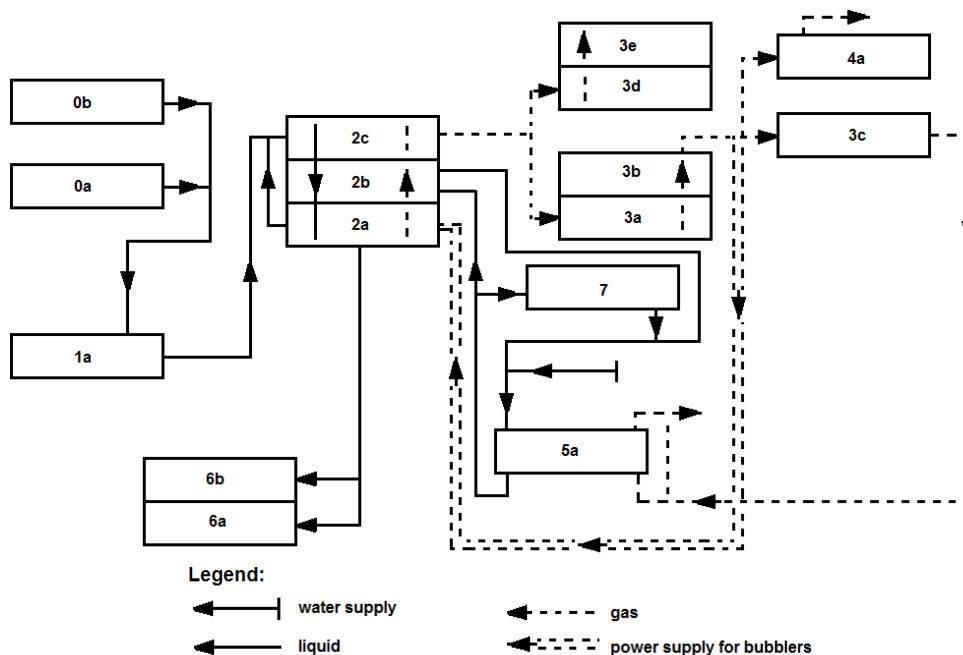 3e
4a
0b
3d
2c
3c
0a
2b
3b
2a
3a
7
1a
5a
6b
6a
Legend:
water supply
gas
liquid
power supply for bubblers